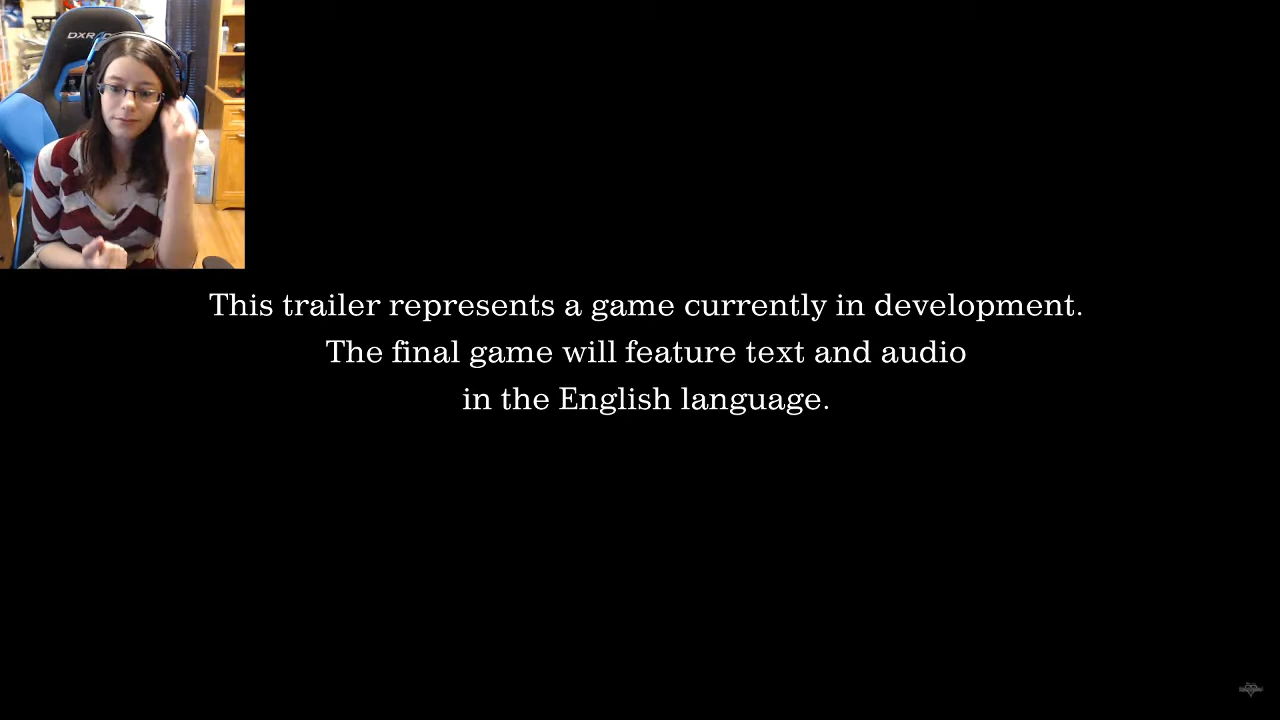 DXR
This trailer represents a game currently in development.
The final game will feature text and audio
in the English language.